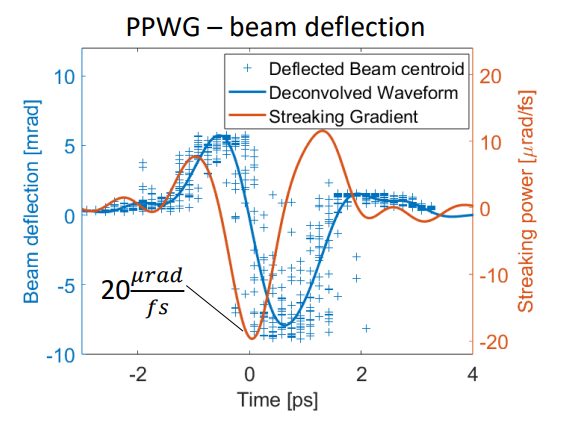 PPWG – beam deflection
Deflected Beam centroid
Deconvolved Waveform
Streaking Gradient
Beam deflection [mrad]
10
5
0
-5
-10
20 μrad/fs
Streaking power [μrad/fs]
20
10
0
-10
-20
-2
0
2
4
Time [ps]